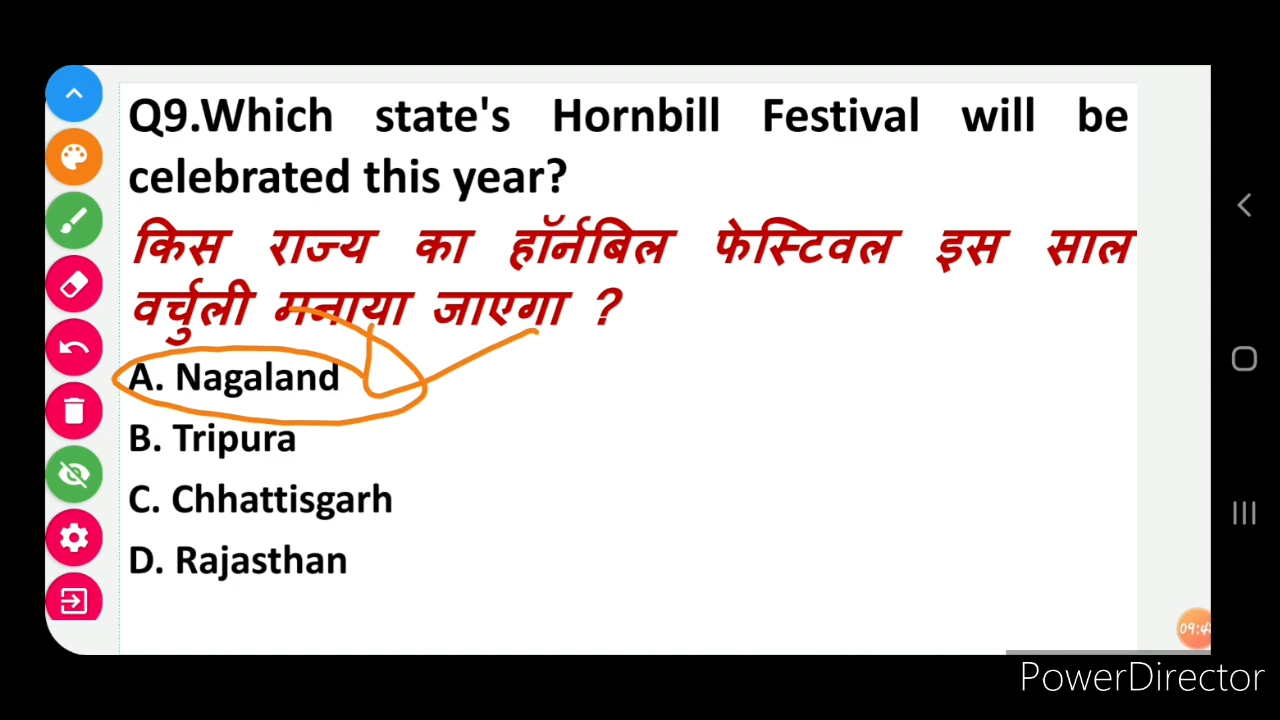 Q9.Which state's Hornbill Festival will be
celebrated this year?
किस राज्य का हॉर्नबिल फेस्टिवल इस साल
वर्चुली मनाया जाएगा ?
A. Nagaland
B. Tripura
C. Chhattisgarh
D. Rajasthan
PowerDirector